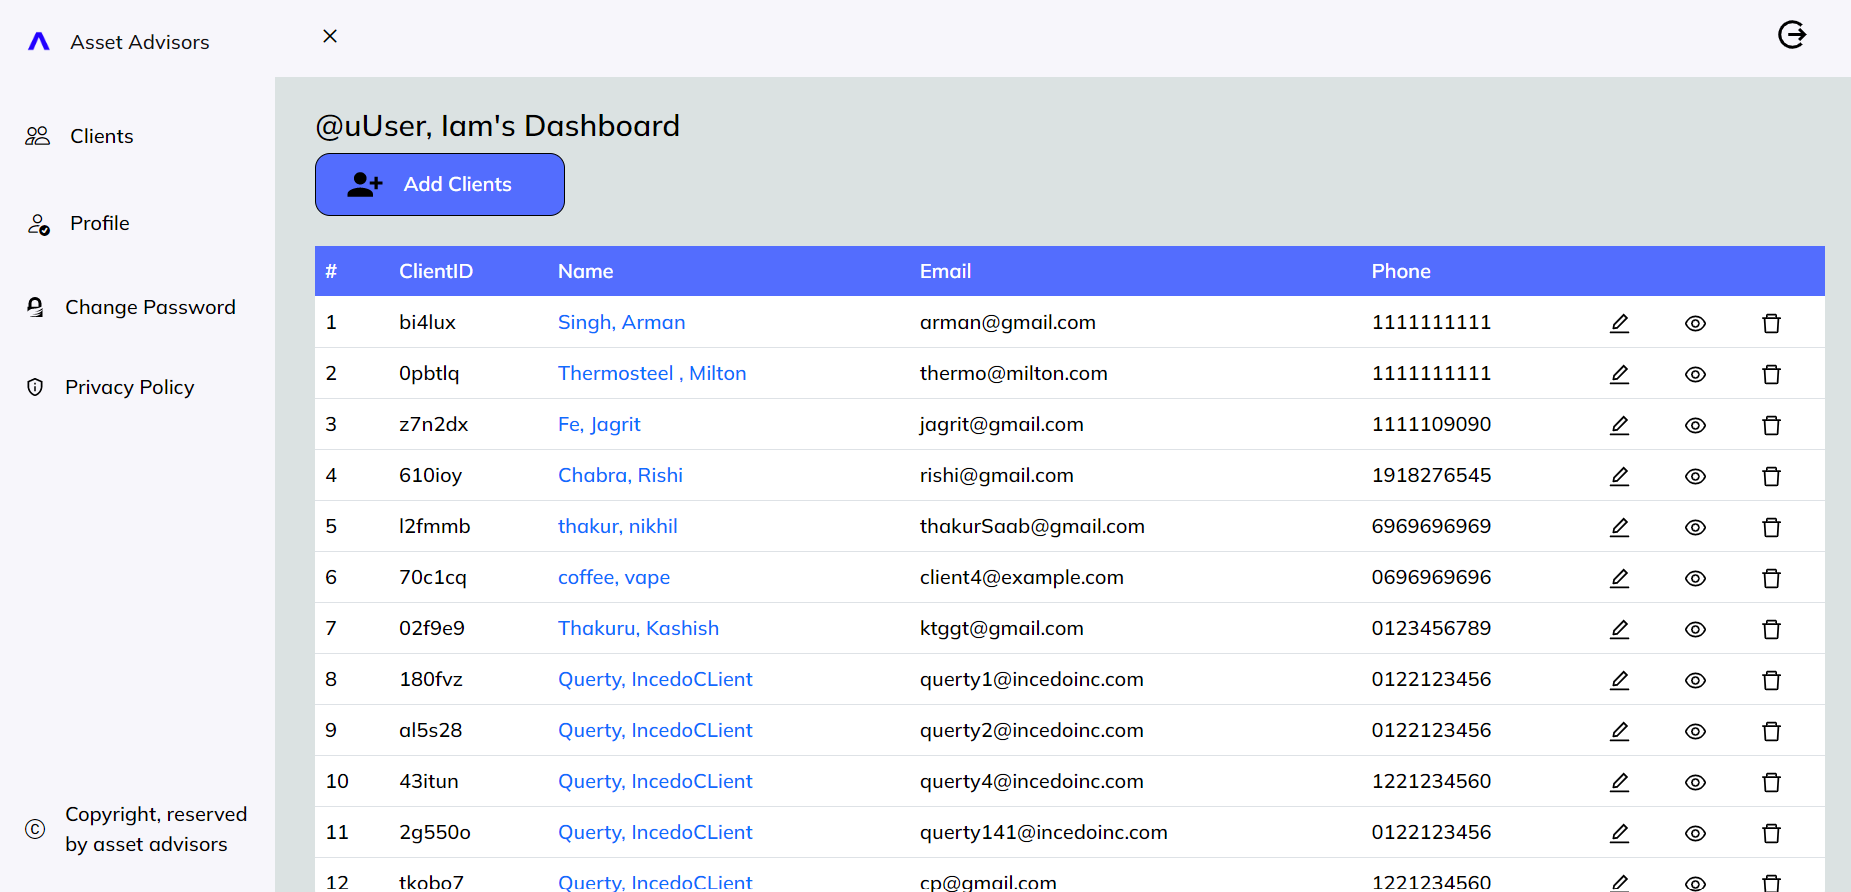 Asset Advisors
Clients
Profile
Change Password
Privacy Policy
Copyright, reserved
by asset advisors
@uUser, Iam's Dashboard
Add Clients
# ClientID Name Email Phone
1 bi4lux Singh, Arman arman@gmail.com 1111111111
2 0pbtlq Thermosteel , Milton thermo@milton.com 1111111111
3 z7n2dx Fe, Jagrit jagrit@gmail.com 1111109090
4 610ioy Chabra, Rishi rishi@gmail.com 1918276545
5 l2fmmb thakur, nikhil thakurSaab@gmail.com 6969696969
6 70c1cq coffee, vape client4@example.com 0696969696
7 02f9e9 Thakuru, Kashish ktggt@gmail.com 0123456789
8 180fvz Querty, IncedoCLient querty1@incedoinc.com 0122123456
9 al5s28 Querty, IncedoCLient querty2@incedoinc.com 0122123456
10 43itun Querty, IncedoCLient querty4@incedoinc.com 1221234560
11 2g550o Querty, IncedoCLient querty141@incedoinc.com 0122123456
12 tkobo7 Querty, IncedoCLient cp@gmail.com 1221234560